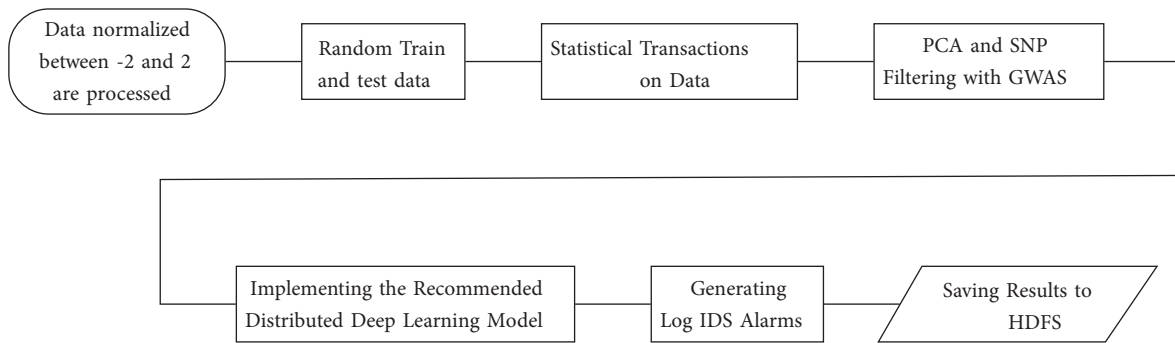 Data normalized
between -2 and 2
are processed
Random Train
and test data
Statistical Transactions
on Data
PCA and SNP
Filtering with GWAS
Implementing the Recommended
Distributed Deep Learning Model
Generating
Log IDS Alarms
Saving Results to
HDFS